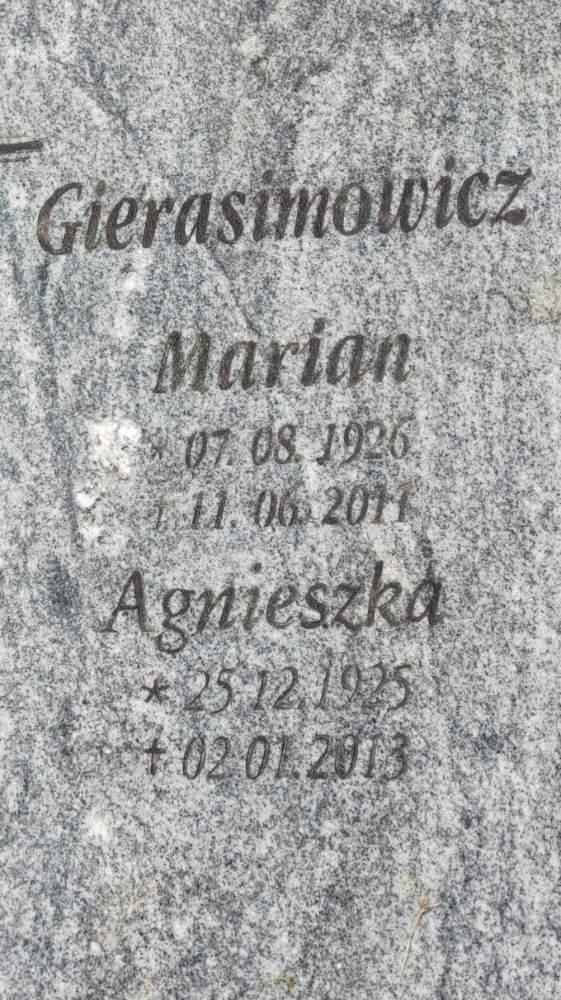 Ś.P.
Gierasimowicz
Marian
* 07. 08. 1926
† 11. 06. 2011
Agnieszka
* 25 12. 1925
† 02 01. 2013